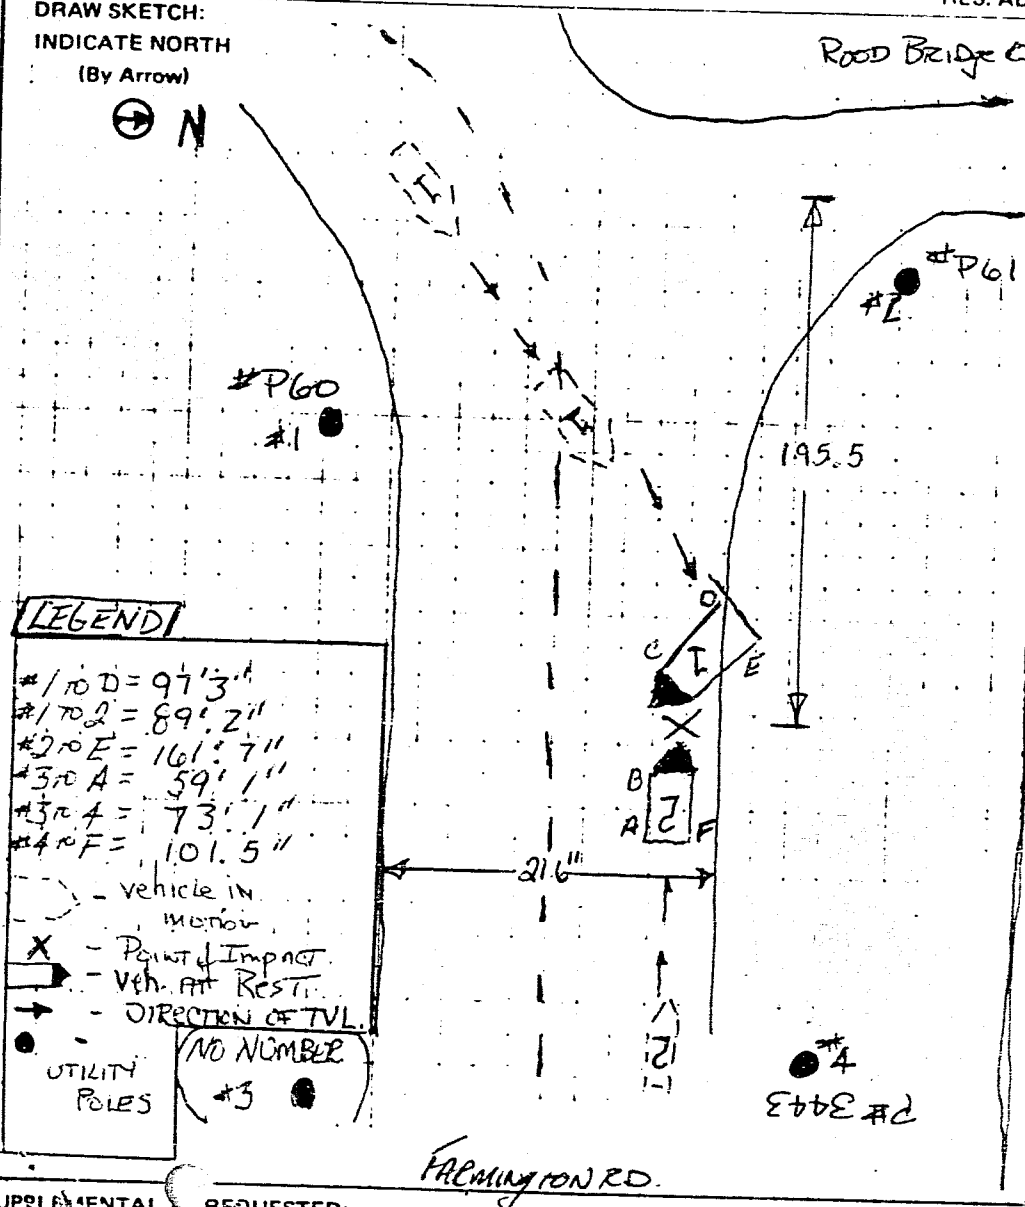 DRAW SKETCH:
INDICATE NORTH
(By Arrow)
N
#P61
#2
#P60
#1
195.5
LEGEND
#1 TO D = 97'3"
#1 TO 2 = 89'.2"
#2 TO E = 161'.7"
#3 TO A = 59'.1"
#3 TO 4 = 73'.1"
#4 TO F = 101.5"
- Vehicle in
motion
X - Point of Impact
- Veh. At Rest.
- DIRECTION OF TVL.
UTILITY
POLES
NO NUMBER
#3
1
1
D
C
1
E
X
B
2
A
F
21.6"
2
#4
P# 3443
FARMINGTON RD.
REQUESTED: